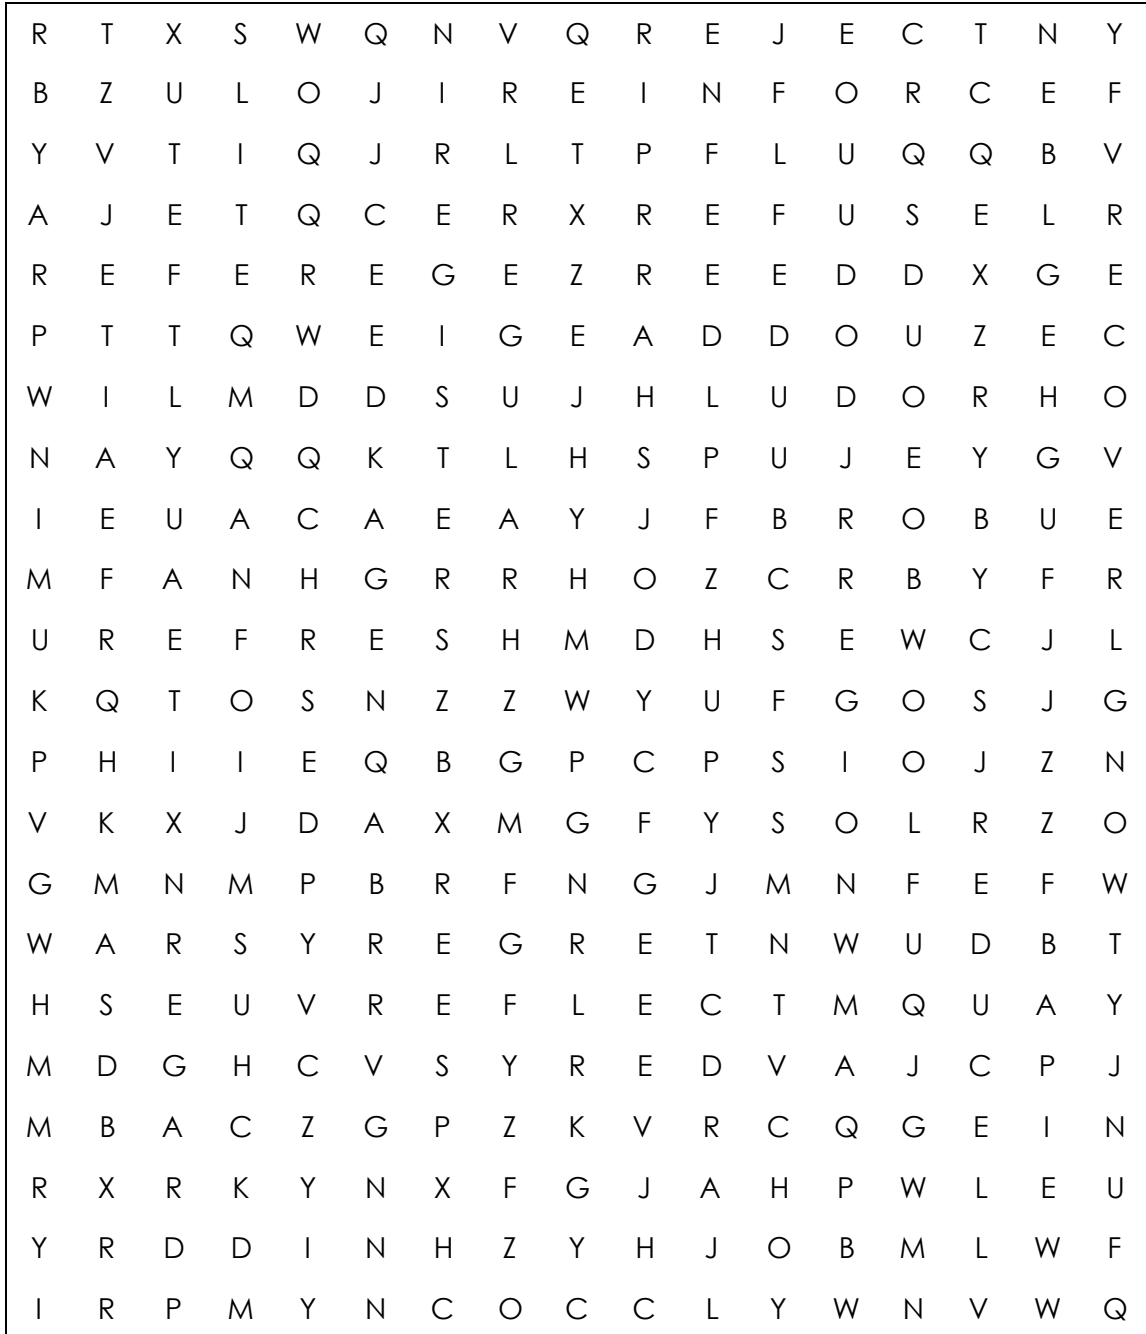 R T X S W Q N V Q R E J E C T N Y
B Z U L O J I R E I N F O R C E F
Y V T I Q J R L T P F L U Q Q B V
A J E T Q C E R X R E F U S E L R
R E F E R E G E Z R E E D D X G E
P T T Q W E I G E A D D O U Z E C
W I L M D D S U J H L U D O R H O
N A Y Q Q K T L H S P U J E Y G V
I E U A C A E A Y J F B R O B U E
M F A N H G R R H O Z C R B Y F R
U R E F R E S H M D H S E W C J L
K Q T O S N Z Z W Y U F G O S J G
P H I I E Q B G P C P S I O J Z N
V K X J D A X M G F Y S O L R Z O
G M N M P B R F N G J M N F E F W
W A R S Y R E G R E T N W U D B T
H S E U V R E F L E C T M Q U A Y
M D G H C V S Y R E D V A J C P J
M B A C Z G P Z K V R C Q G E I N
R X R K Y N X F G J A H P W L E U
Y R D D I N H Z Y H J O B M L W F
I R P M Y N C O C C L Y W N V W Q